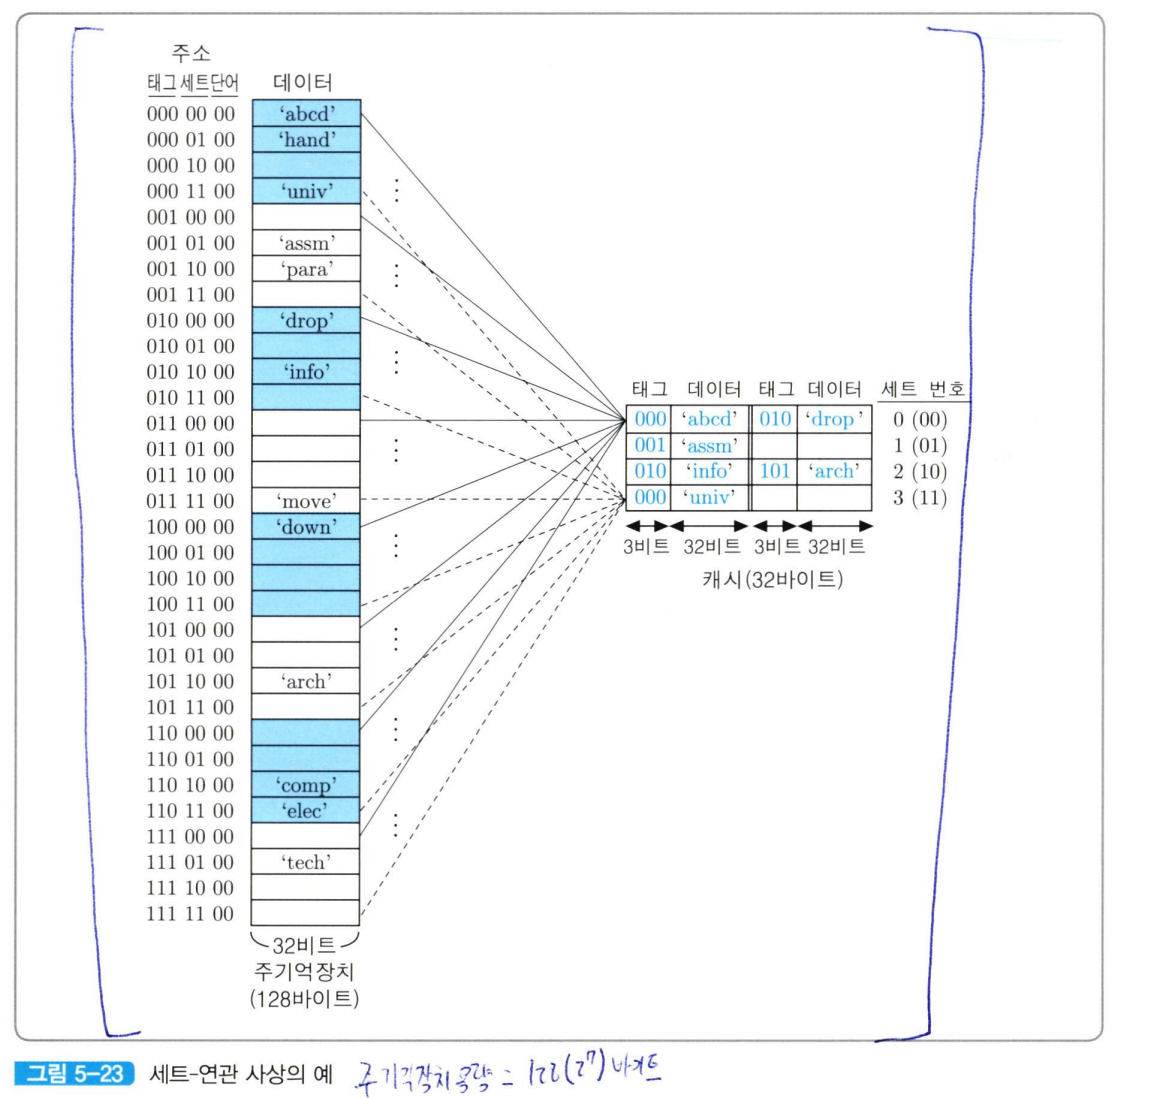 주소
태그 세트 단어 데이터
000 00 00 ‘abcd’
000 01 00 ‘hand’
000 10 00
000 11 00 ‘univ’
001 00 00
001 01 00 ‘assm’
001 10 00 ‘para’
001 11 00
010 00 00 ‘drop’
010 01 00
010 10 00 ‘info’
010 11 00
011 00 00
011 01 00
011 10 00
011 11 00 ‘move’
100 00 00 ‘down’
100 01 00
100 10 00
100 11 00
101 00 00
101 01 00
101 10 00 ‘arch’
101 11 00
110 00 00
110 01 00
110 10 00 ‘comp’
110 11 00 ‘elec’
111 00 00
111 01 00 ‘tech’
111 10 00
111 11 00
32비트
주기억장치
(128바이트)
태그 데이터 태그 데이터 세트 번호
000 ‘abcd’ 010 ‘drop’ 0 (00)
001 ‘assm’ 1 (01)
010 ‘info’ 101 ‘arch’ 2 (10)
000 ‘univ’ 3 (11)
3비트 32비트 3비트 32비트
캐시(32바이트)
그림 5-23 세트-연관 사상의 예 주기억장치 용량 = 128(2⁷) 바이트